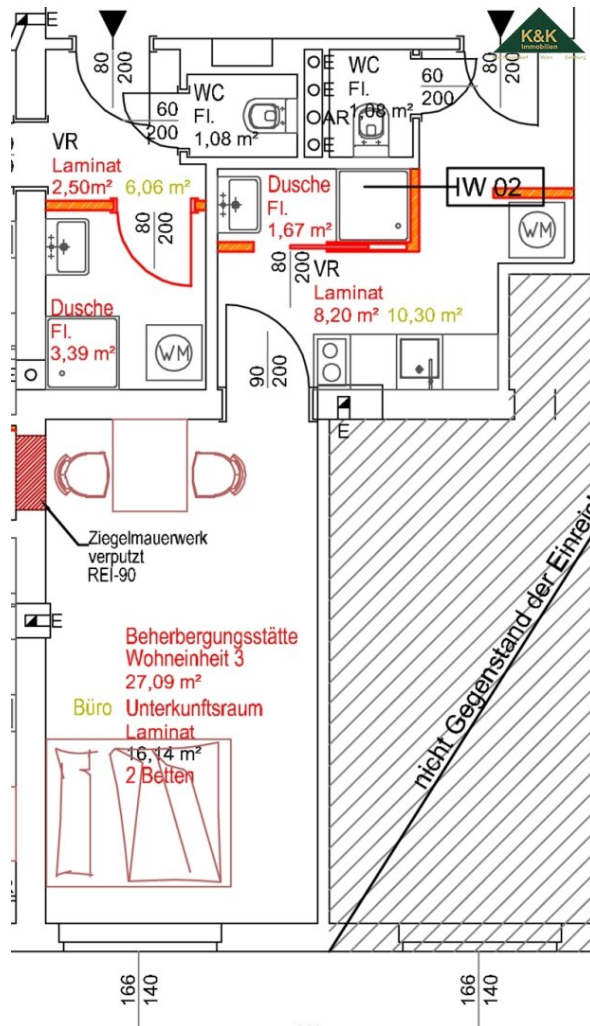 K&K
Immobilien
E
80
200
80
200
WC
Fl.
1,08 m²
60
200
E
E
AR
E
WC
Fl.
1,08 m²
60
200
VR
Laminat
2,50m² 6,06 m²
Dusche
Fl.
1,67 m²
IW 02
WM
80
200
80
200
VR
Laminat
8,20 m² 10,30 m²
Dusche
Fl.
3,39 m²
WM
90
200
E
Ziegelmauerwerk
verputzt
REI-90
E
Beherbergungsstätte
Wohneinheit 3
27,09 m²
Büro Unterkunftsraum
Laminat
16,14 m²
2 Betten
nicht Gegenstand der Einreich
166
140
166
140